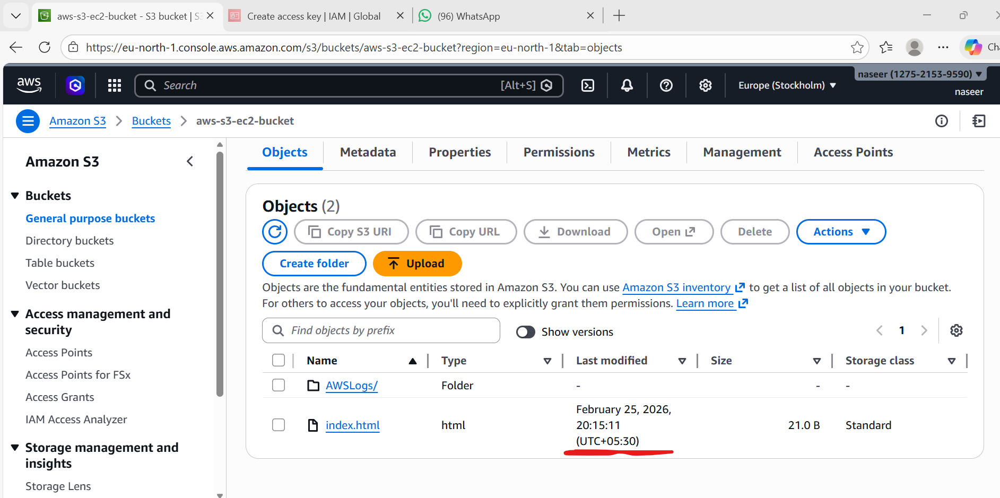 aws-s3-ec2-bucket - S3 bucket | S3
Create access key | IAM | Global
(96) WhatsApp
https://eu-north-1.console.aws.amazon.com/s3/buckets/aws-s3-ec2-bucket?region=eu-north-1&tab=objects
Cha
aws
Search
[Alt+S]
Europe (Stockholm)
naseer (1275-2153-9590)
naseer
Amazon S3
Buckets
aws-s3-ec2-bucket
Amazon S3
Buckets
General purpose buckets
Directory buckets
Table buckets
Vector buckets
Access management and
security
Access Points
Access Points for FSx
Access Grants
IAM Access Analyzer
Storage management and
insights
Storage Lens
Objects
Metadata
Properties
Permissions
Metrics
Management
Access Points
Objects (2)
Copy S3 URI
Copy URL
Download
Open
Delete
Actions
Create folder
Upload
Objects are the fundamental entities stored in Amazon S3. You can use Amazon S3 inventory to get a list of all objects in your bucket.
For others to access your objects, you'll need to explicitly grant them permissions. Learn more
Find objects by prefix
Show versions
1
Name
Type
Last modified
Size
Storage class
AWSLogs/
Folder
-
-
-
index.html
html
February 25, 2026,
20:15:11
(UTC+05:30)
21.0 B
Standard